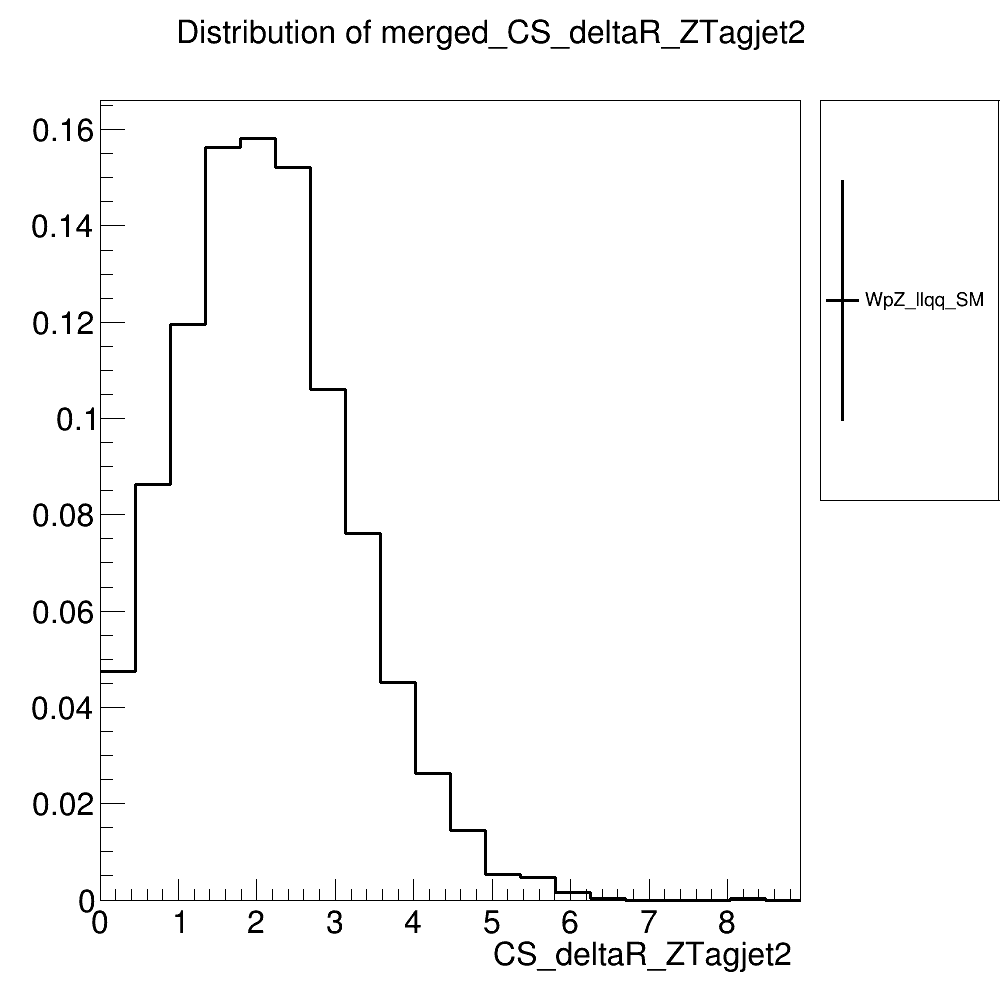 Distribution of merged_CS_deltaR_ZTagjet2
0.16
0.14
0.12
0.1
0.08
0.06
0.04
0.02
0
0 1 2 3 4 5 6 7 8
CS_deltaR_ZTagjet2
WpZ_llqq_SM